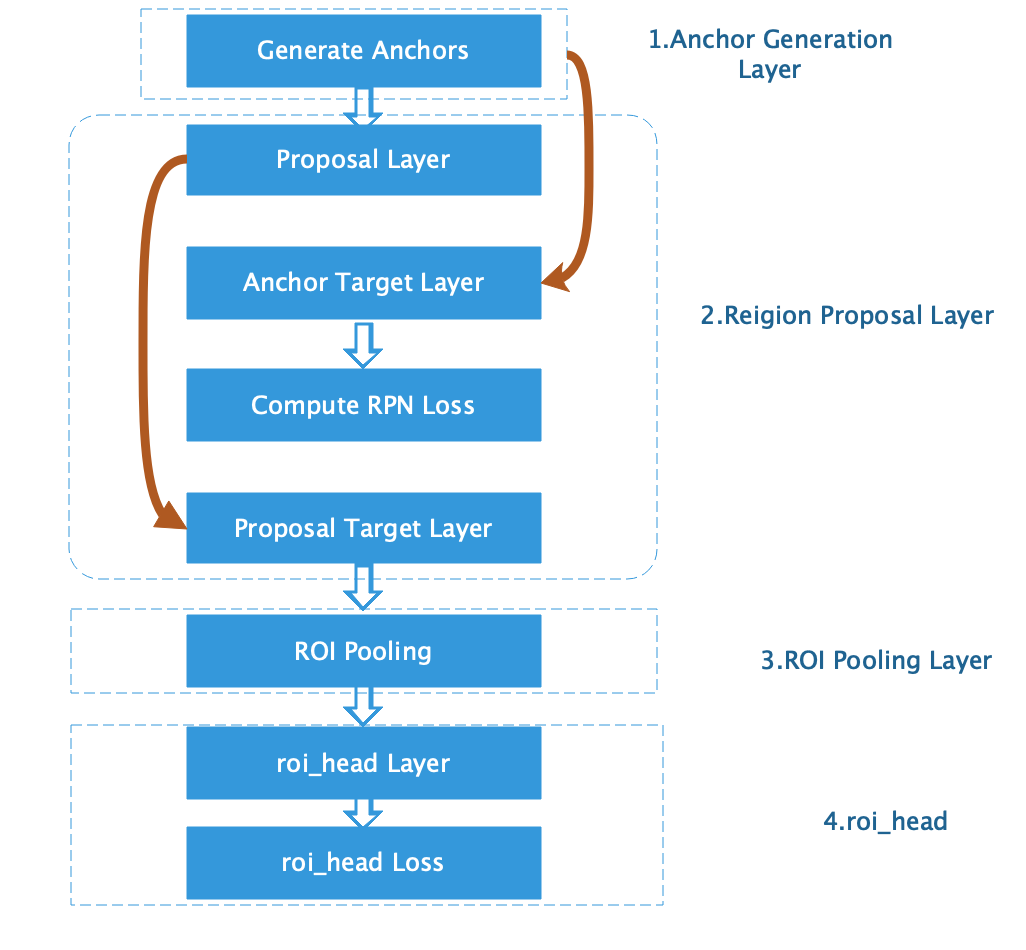 Generate Anchors
1.Anchor Generation
Layer
Proposal Layer
Anchor Target Layer
2.Reigion Proposal Layer
Compute RPN Loss
Proposal Target Layer
ROI Pooling
3.ROI Pooling Layer
roi_head Layer
4.roi_head
roi_head Loss